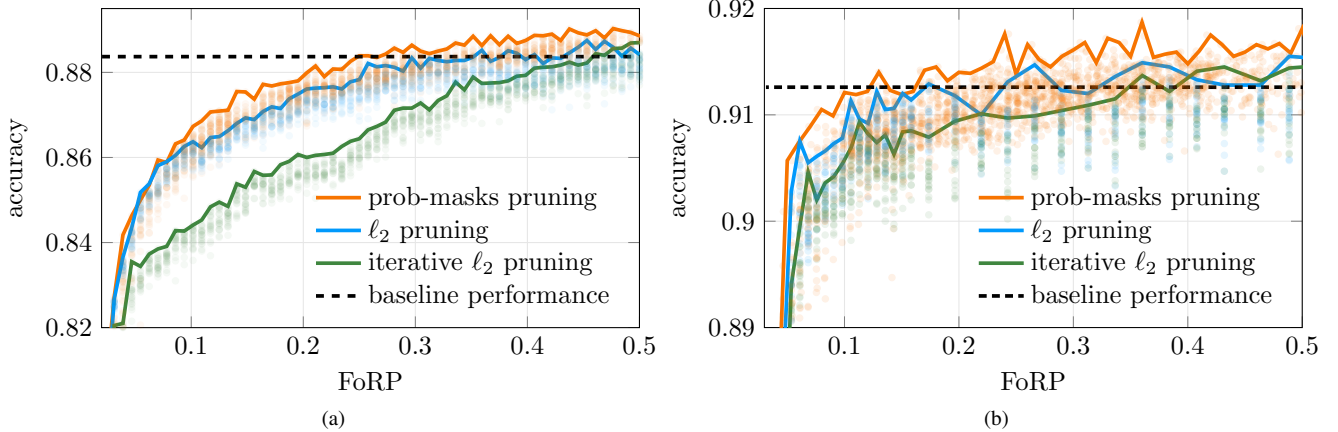 0.88
0.86
0.84
0.82
accuracy
prob-masks pruning
ℓ₂ pruning
iterative ℓ₂ pruning
baseline performance
0.1 0.2 0.3 0.4 0.5
FoRP
(a)
0.92
0.91
0.9
0.89
accuracy
prob-masks pruning
ℓ₂ pruning
iterative ℓ₂ pruning
baseline performance
0.1 0.2 0.3 0.4 0.5
FoRP
(b)